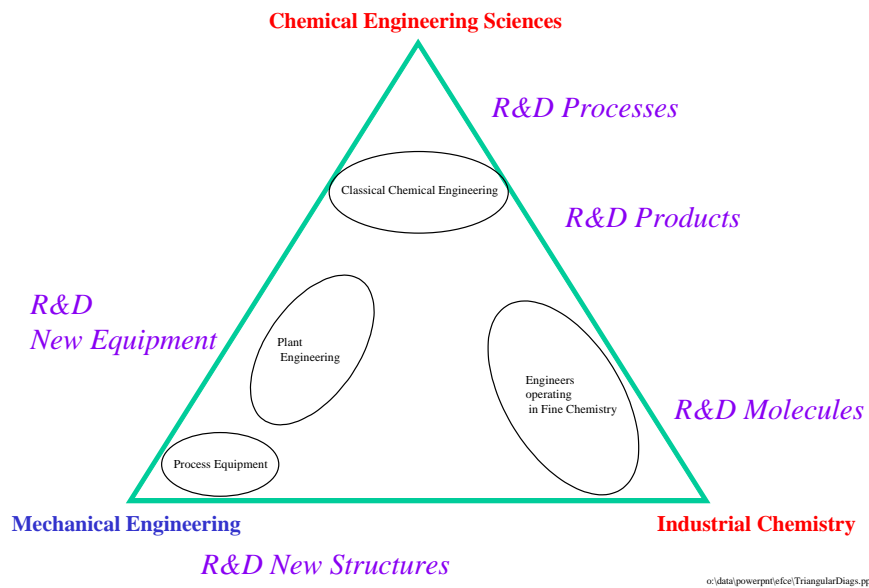 Chemical Engineering Sciences
R&D Processes
Classical Chemical Engineering
R&D Products
R&D
New Equipment
Plant
Engineering
Engineers
operating
in Fine Chemistry
R&D Molecules
Process Equipment
Mechanical Engineering
Industrial Chemistry
R&D New Structures
o:\data\powerpnt\efce\TriangularDiags.pp